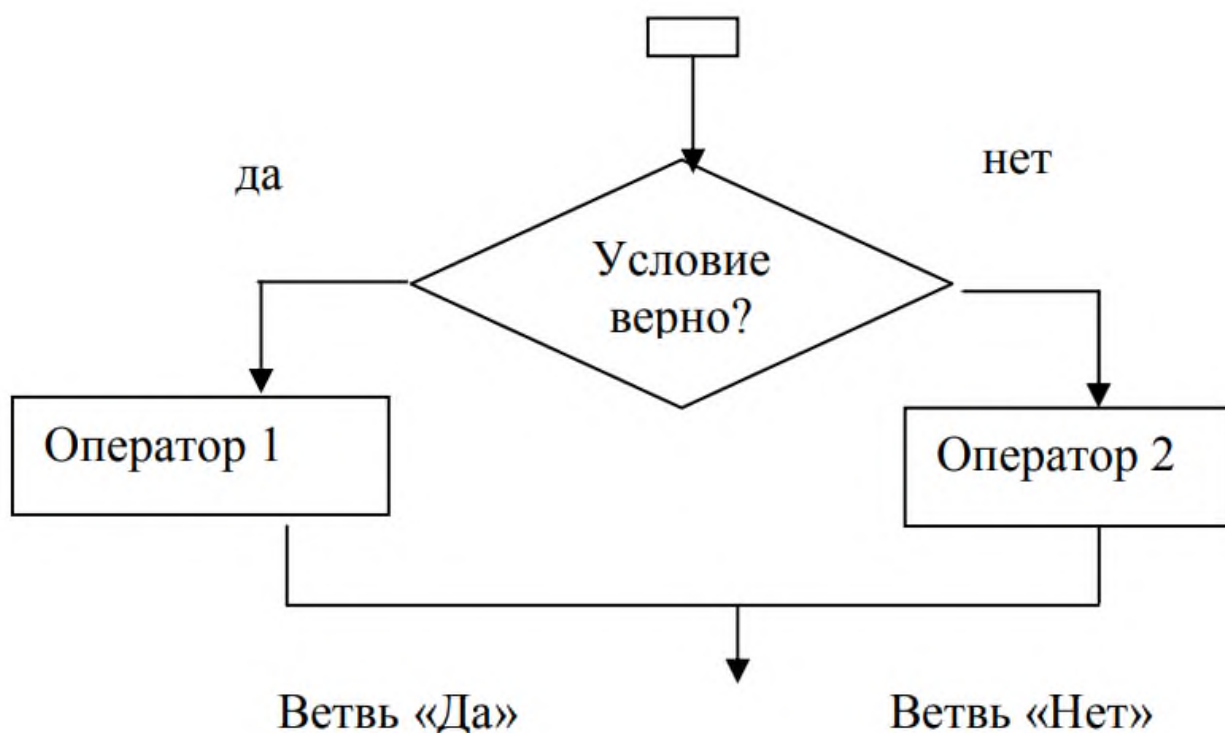 да
нет
Условие
верно?
Оператор 1
Оператор 2
Ветвь «Да»
Ветвь «Нет»